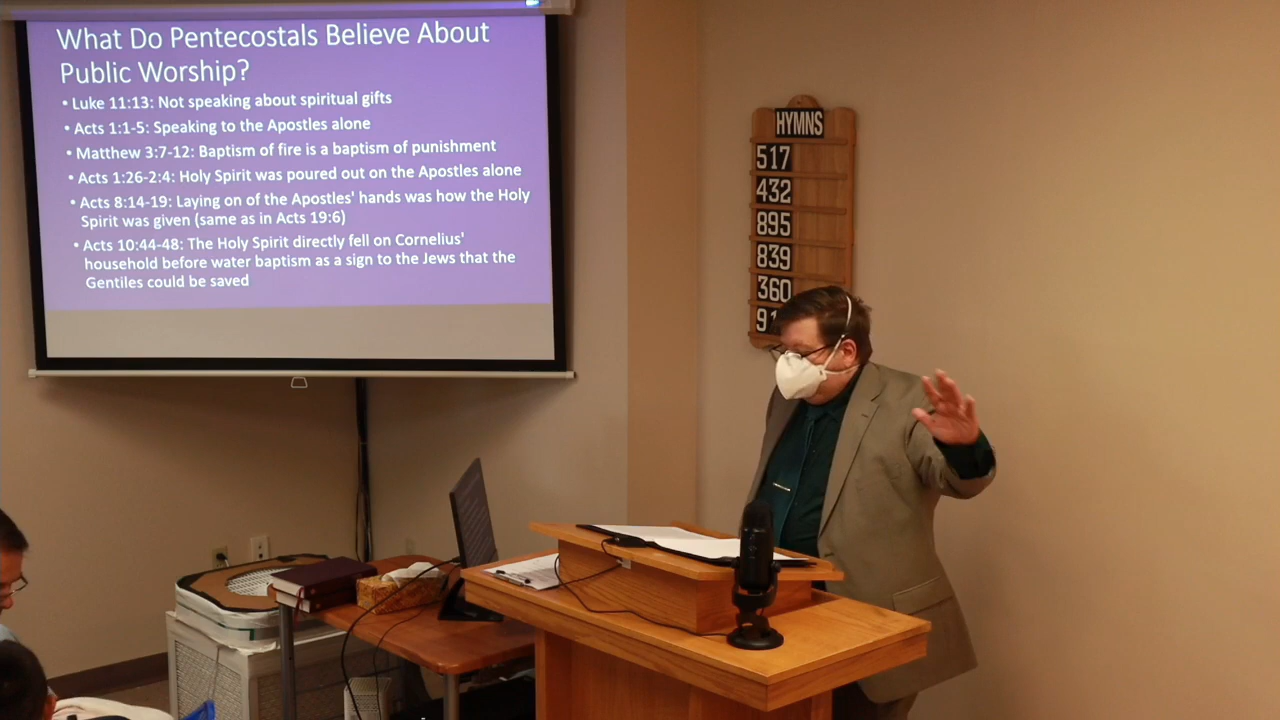 What Do Pentecostals Believe About
Public Worship?
• Luke 11:13: Not speaking about spiritual gifts
• Acts 1:1-5: Speaking to the Apostles alone
• Matthew 3:7-12: Baptism of fire is a baptism of punishment
• Acts 1:26-2:4: Holy Spirit was poured out on the Apostles alone
• Acts 8:14-19: Laying on of the Apostles' hands was how the Holy
Spirit was given (same as in Acts 19:6)
• Acts 10:44-48: The Holy Spirit directly fell on Cornelius'
household before water baptism as a sign to the Jews that the
Gentiles could be saved
HYMNS
517
432
895
839
360